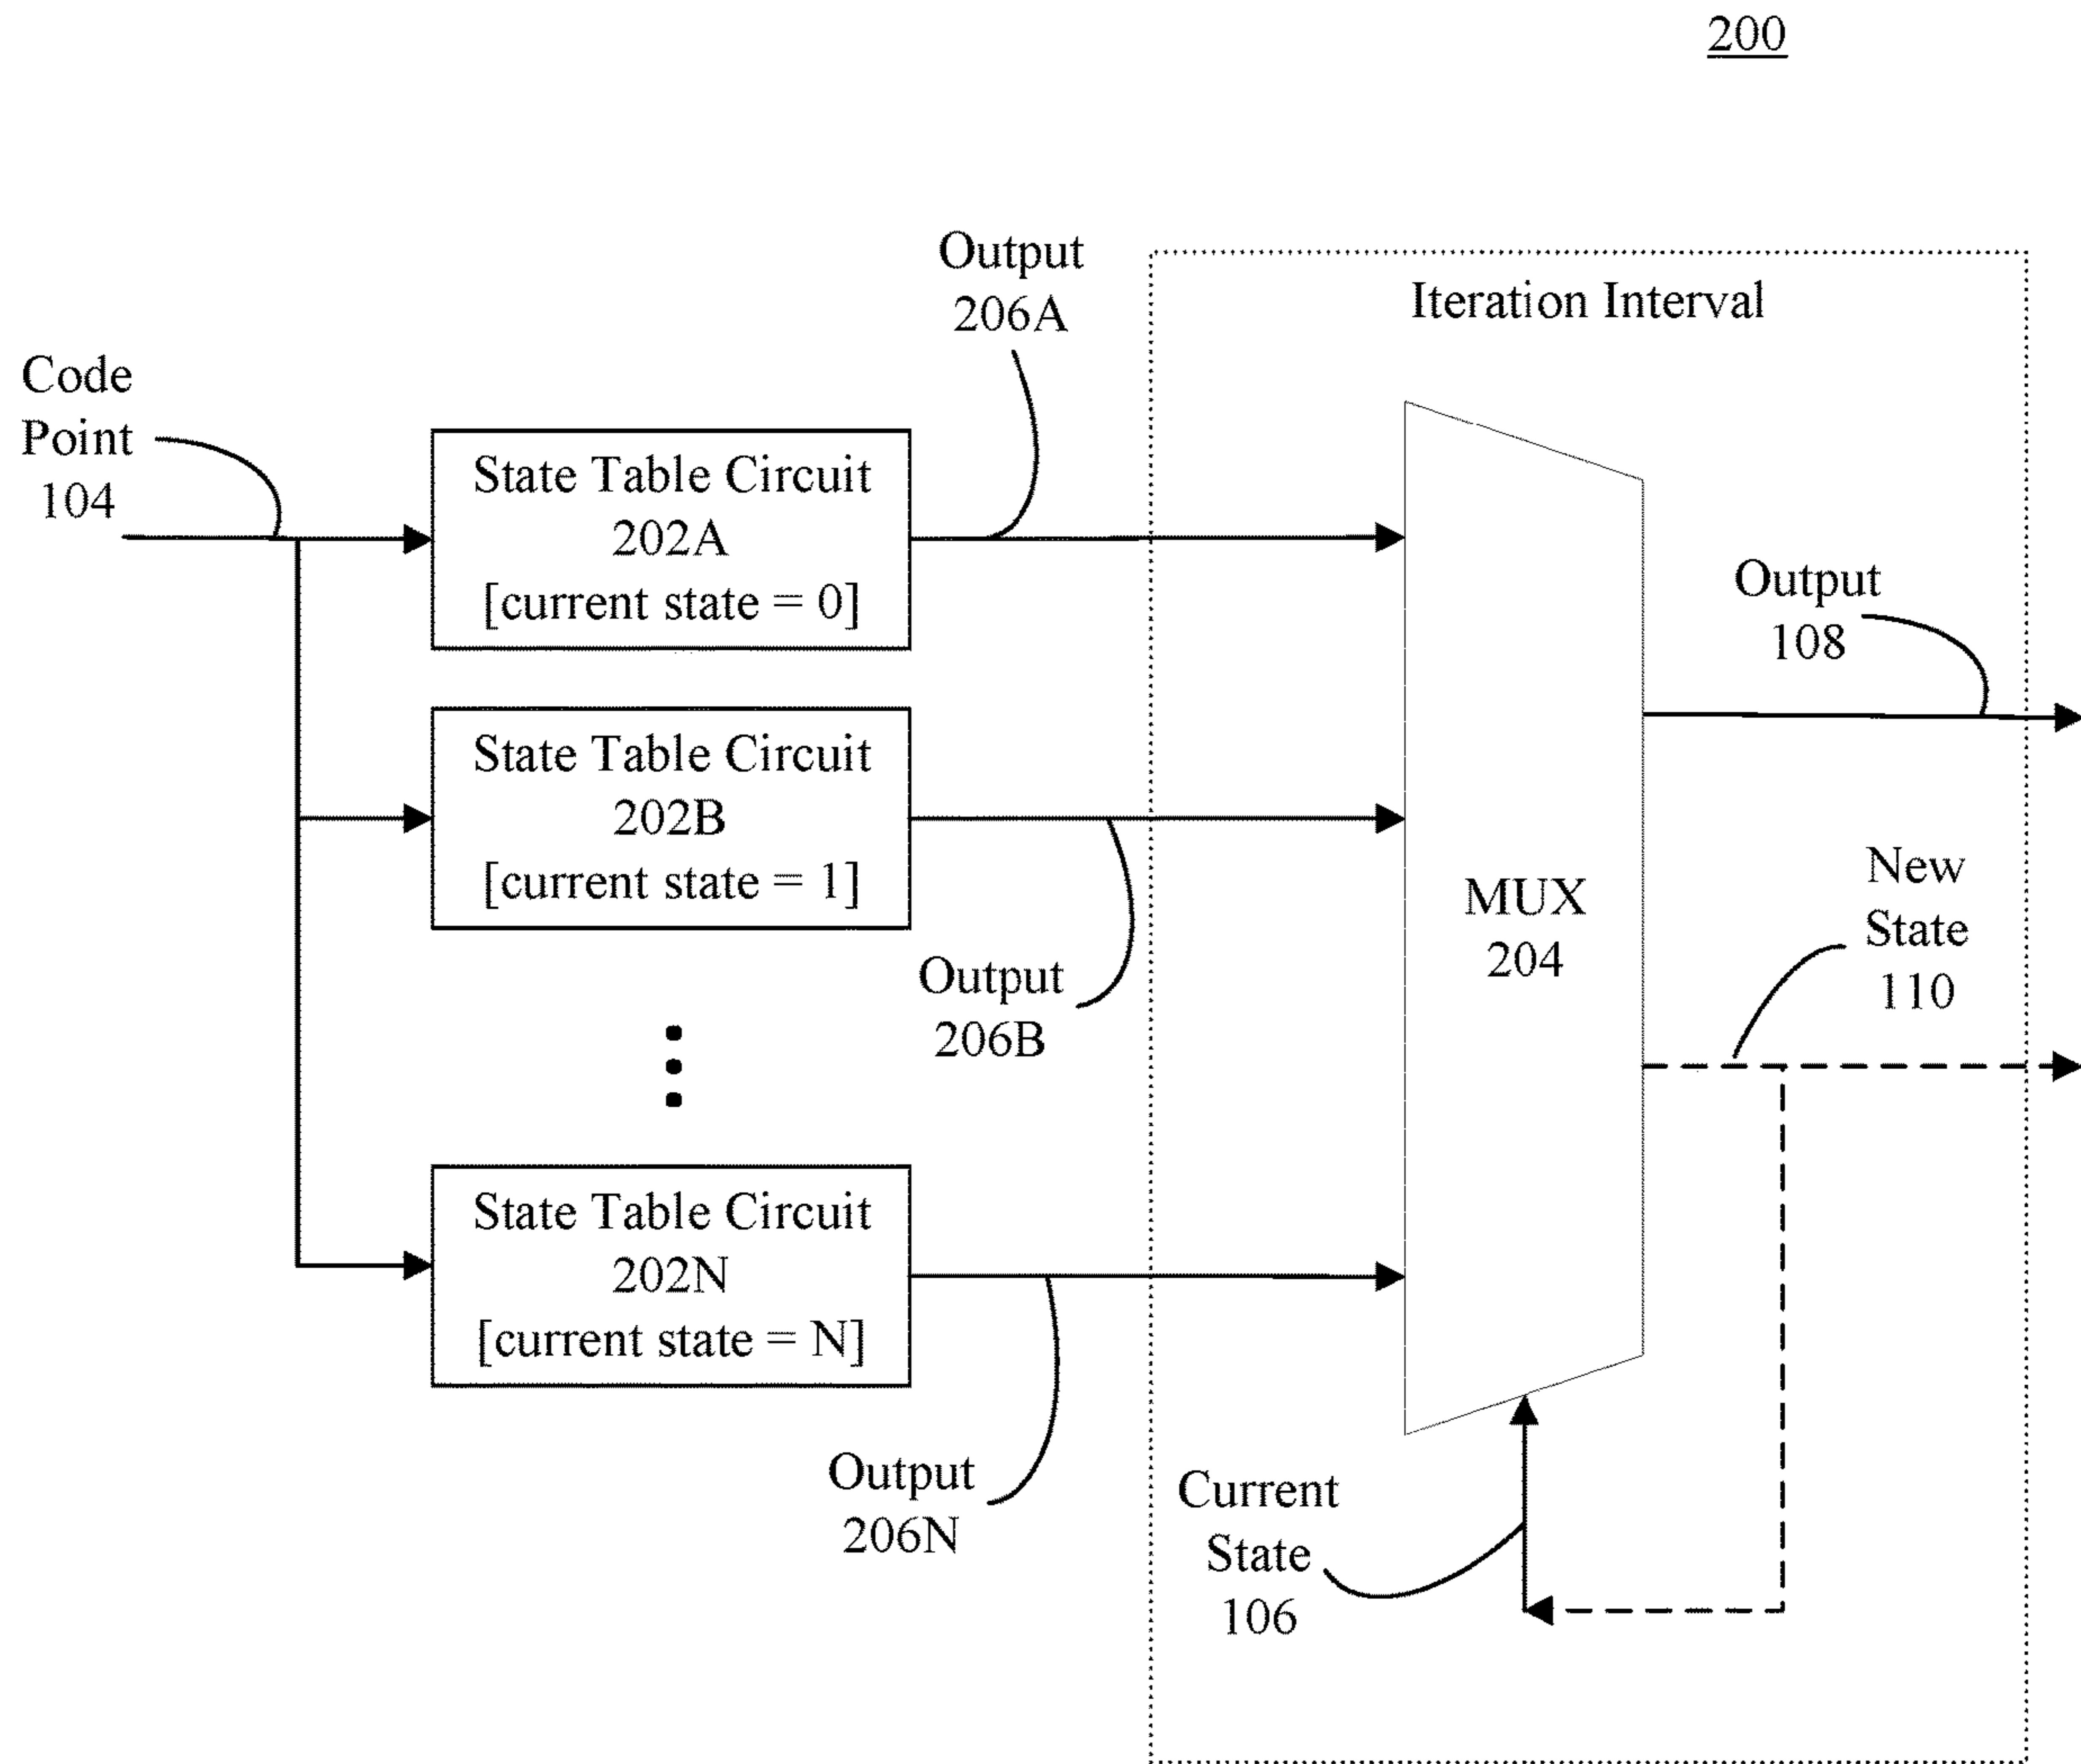 200
Output
206A
Iteration Interval
Code
Point
104
State Table Circuit
202A
[current state = 0]
Output
108
State Table Circuit
202B
[current state = 1]
New
State
110
MUX
204
Output
206B
State Table Circuit
202N
[current state = N]
Output
206N
Current
State
106